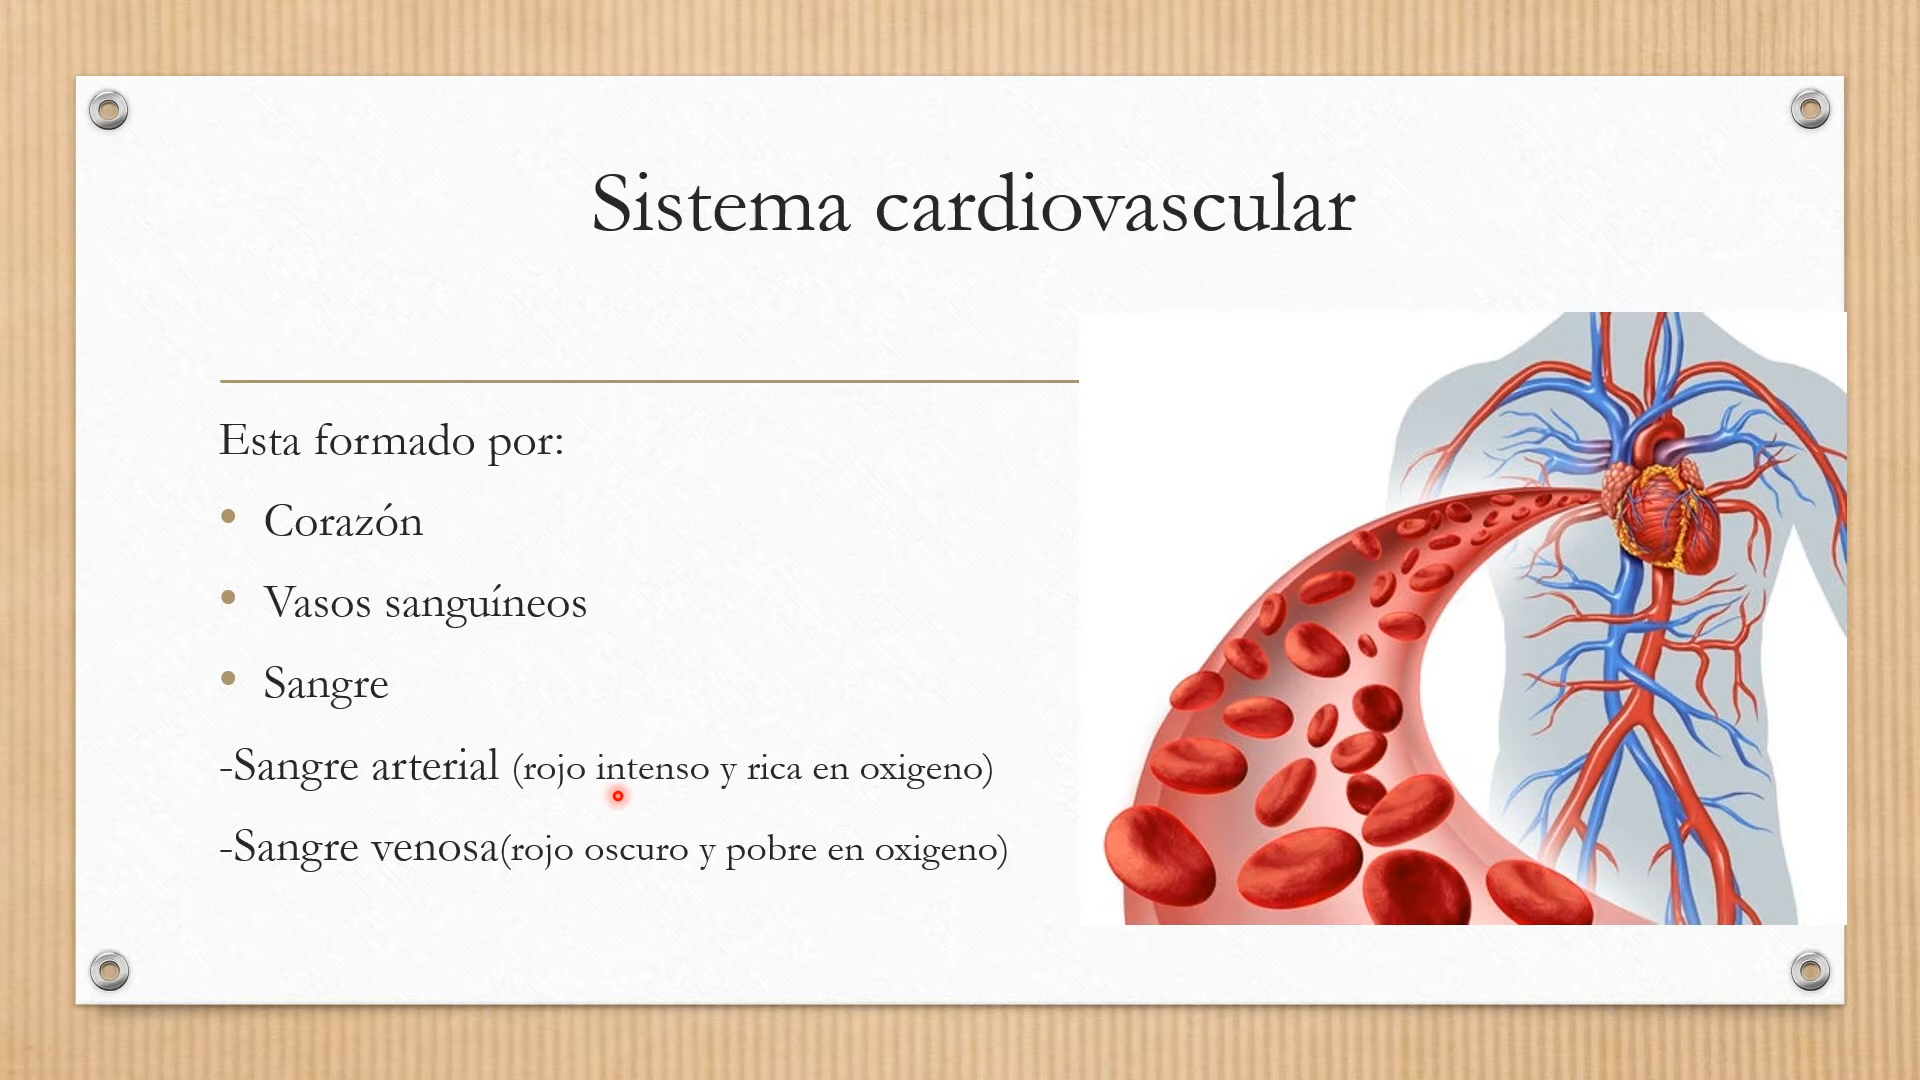 Sistema cardiovascular
Esta formado por:
• Corazón
• Vasos sanguíneos
• Sangre
-Sangre arterial (rojo intenso y rica en oxigeno)
-Sangre venosa(rojo oscuro y pobre en oxigeno)